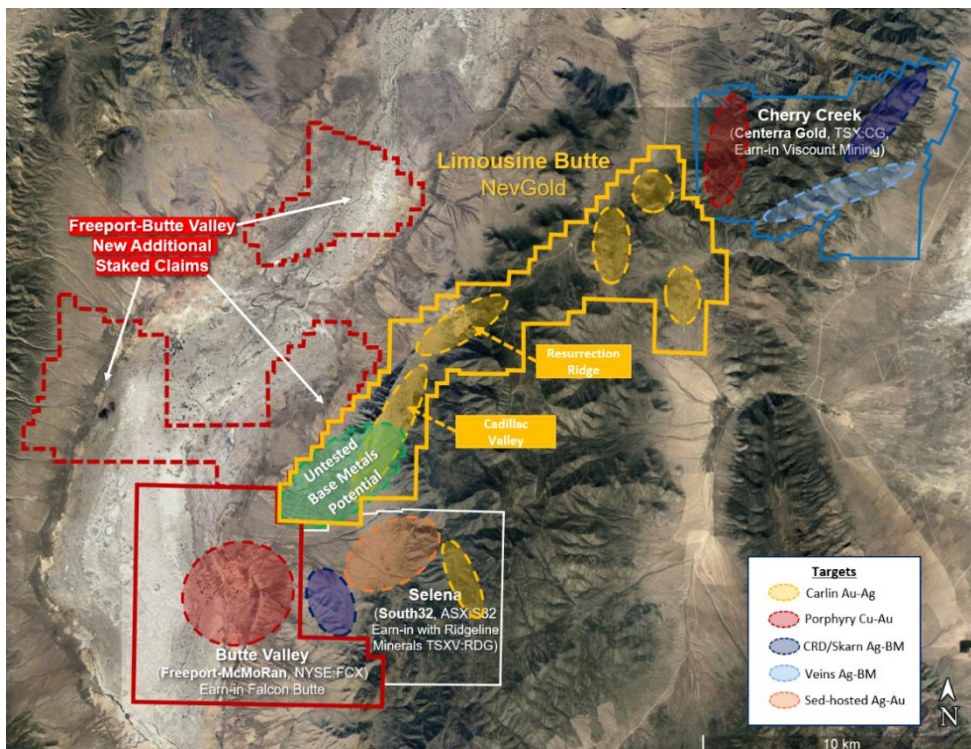 Cherry Creek
(Centerra Gold, TSX:CG,
Earn-in Viscount Mining)
Limousine Butte
NevGold
Freeport-Butte Valley
New Additional
Staked Claims
Resurrection
Ridge
Cadillac
Valley
Untested
Base Metals
Potential
Selena
(South32, ASX:S32
Earn-in with Ridgeline
Minerals TSXV:RDG)
Butte Valley
(Freeport-McMoRan, NYSE:FCX)
Earn-in Falcon Butte
Targets
Carlin Au-Ag
Porphyry Cu-Au
CRD/Skarn Ag-BM
Veins Ag-BM
Sed-hosted Ag-Au
N
10 km